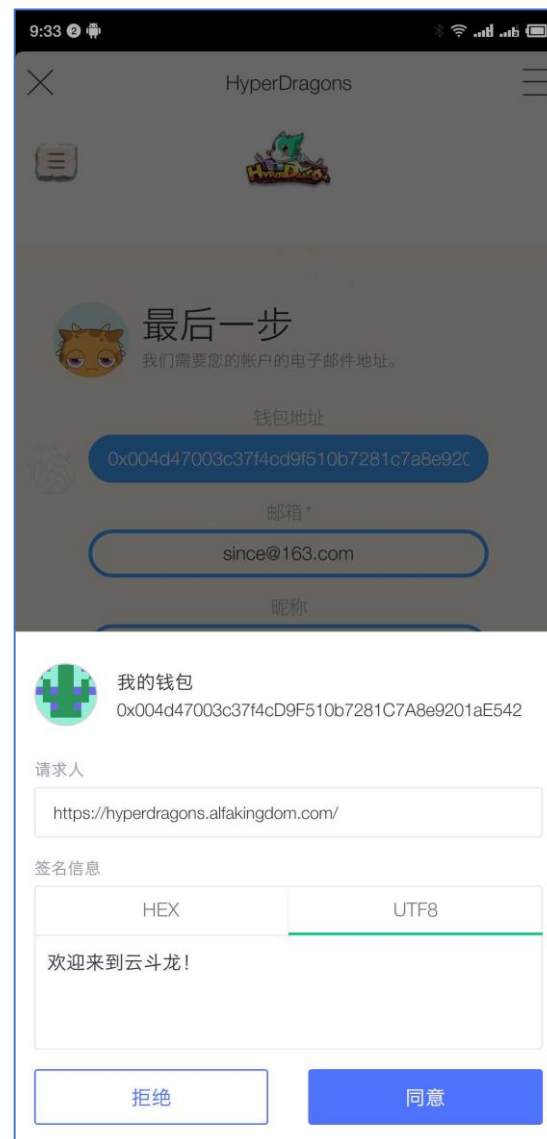 9:33 2
HyperDragons
HyperDragons
最后一步
我们需要您的帐户的电子邮件地址。
钱包地址
0x004d47003c37f4cd9f510b7281c7a8e920
邮箱*
since@163.com
昵称
我的钱包
0x004d47003c37f4cD9F510b7281C7A8e9201aE542
请求人
https://hyperdragons.alfakingdom.com/
签名信息
HEX UTF8
欢迎来到云斗龙!
拒绝 同意